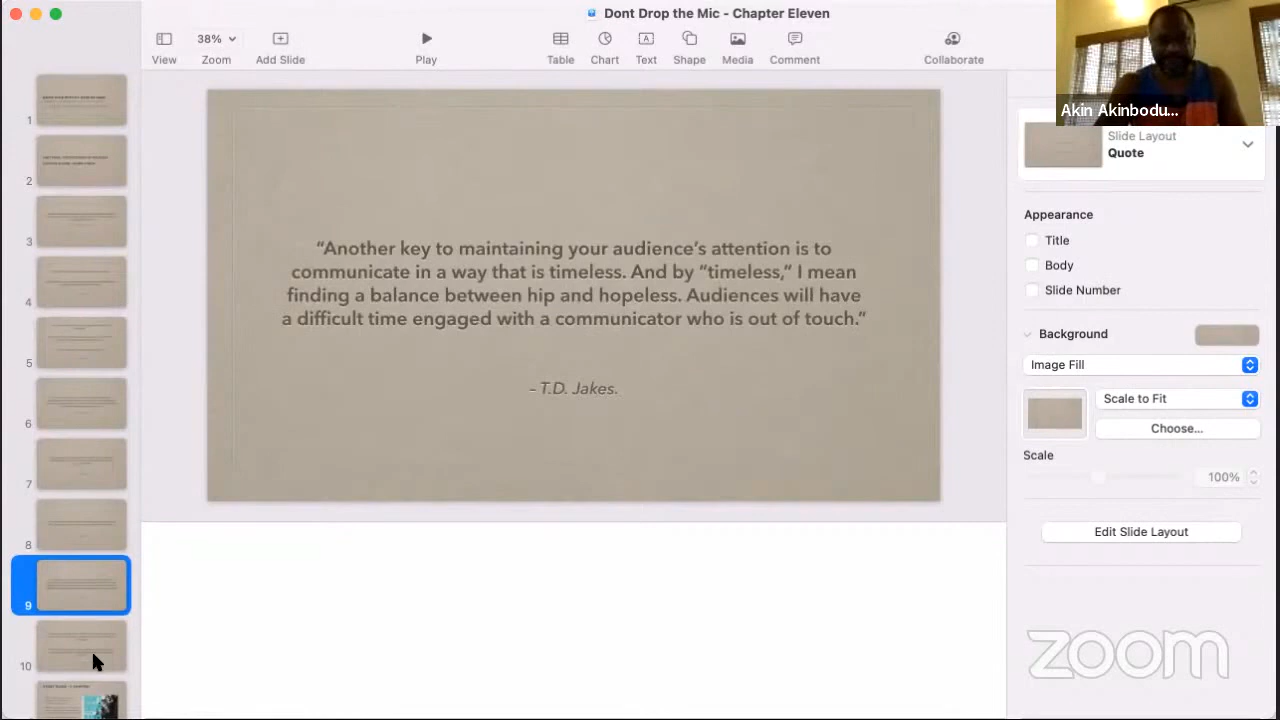 Dont Drop the Mic - Chapter Eleven
38%
View
Zoom
Add Slide
Play
Table
Chart
Text
Shape
Media
Comment
Collaborate
Akin Akinbodu...
1
2
3
4
5
6
7
8
9
10
“Another key to maintaining your audience’s attention is to
communicate in a way that is timeless. And by “timeless,“ I mean
finding a balance between hip and hopeless. Audiences will have
a difficult time engaged with a communicator who is out of touch.”
– T.D. Jakes.
Slide Layout
Quote
Appearance
Title
Body
Slide Number
Background
Image Fill
Scale to Fit
Choose...
Scale
100%
Edit Slide Layout
zoom